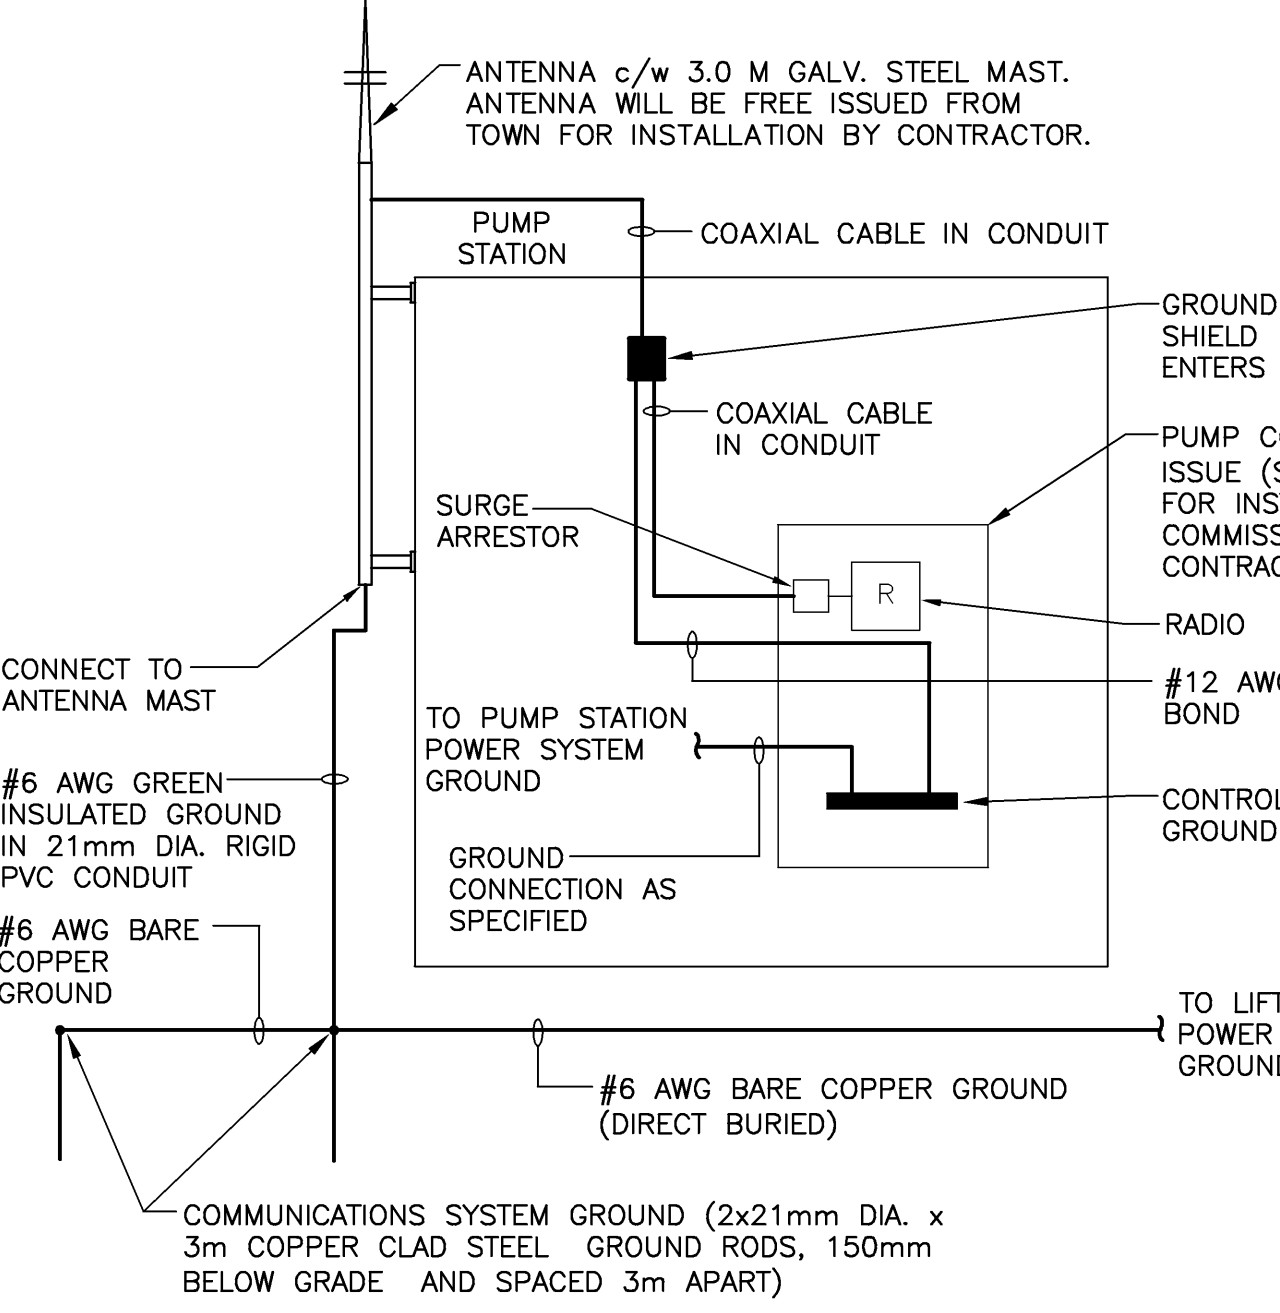 ANTENNA c/w 3.0 M GALV. STEEL MAST.
ANTENNA WILL BE FREE ISSUED FROM
TOWN FOR INSTALLATION BY CONTRACTOR.
PUMP
STATION
COAXIAL CABLE IN CONDUIT
GROUND
SHIELD
ENTERS
COAXIAL CABLE
IN CONDUIT
PUMP
ISSUE
FOR
SURGE
ARRESTOR
R
RADIO
CONNECT TO
ANTENNA MAST
#12
BOND
TO PUMP STATION
POWER SYSTEM
GROUND
#6 AWG GREEN
INSULATED GROUND
IN 21mm DIA. RIGID
PVC CONDUIT
GROUND
GROUND
CONNECTION AS
SPECIFIED
#6 AWG BARE
COPPER
GROUND
TO
POWER
#6 AWG BARE COPPER GROUND
(DIRECT BURIED)
COMMUNICATIONS SYSTEM GROUND (2x21mm DIA. x
3m COPPER CLAD STEEL GROUND RODS, 150mm
BELOW GRADE AND SPACED 3m APART)